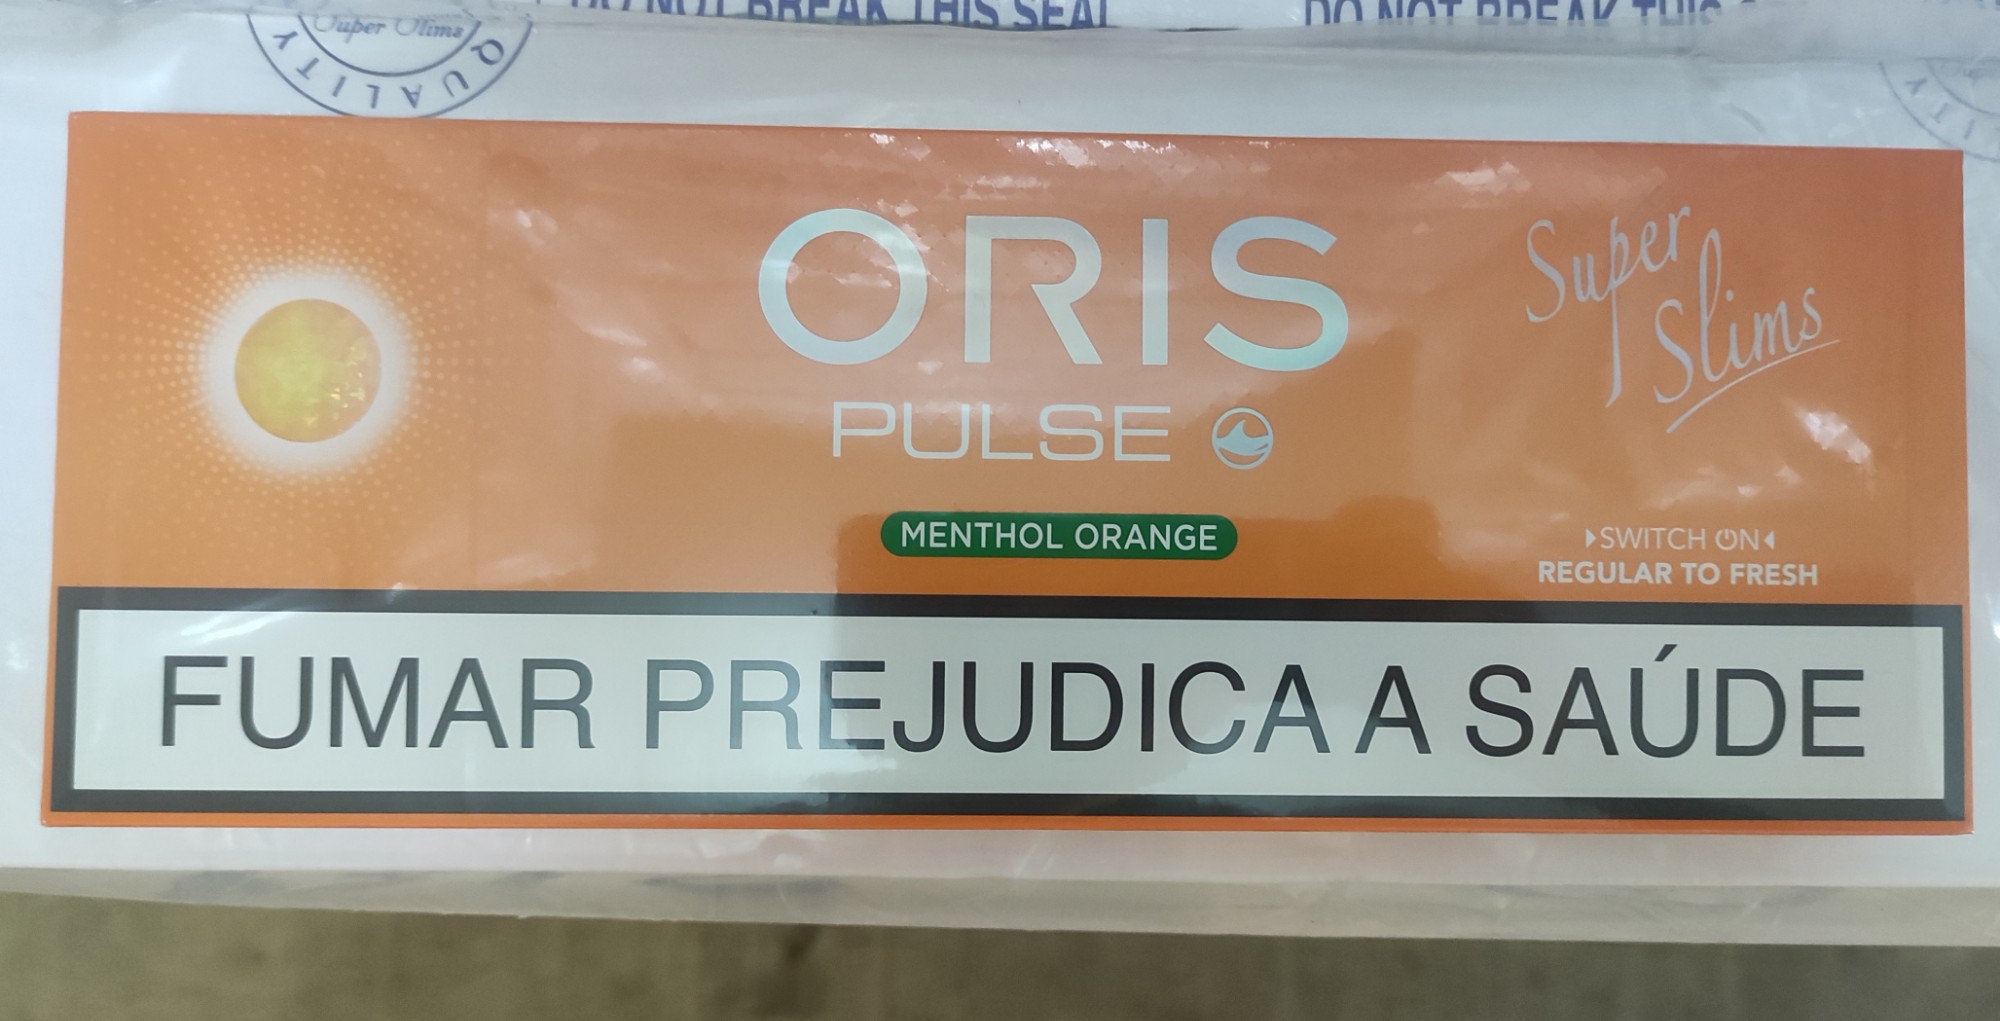 DO NOT BREAK THIS SEAL
DO NOT BREAK THIS
Super Slims
QUALITY
ORIS
PULSE
Super
Slims
MENTHOL ORANGE
SWITCH ON
REGULAR TO FRESH
FUMAR PREJUDICA A SAÚDE